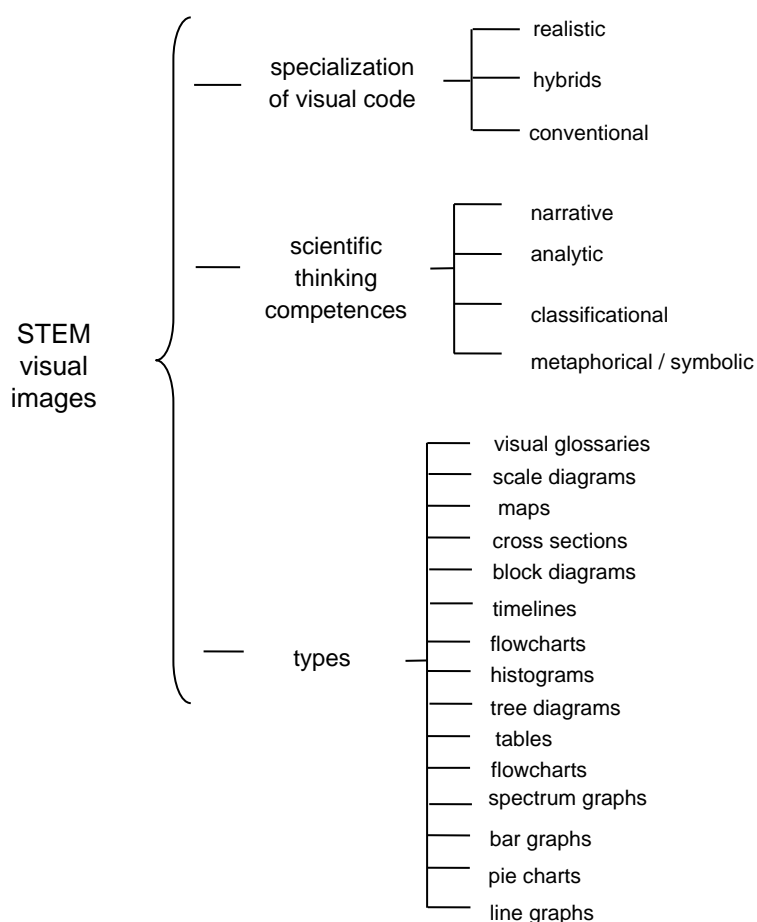 STEM
visual
images
specialization
of visual code
realistic
hybrids
conventional
scientific
thinking
competences
narrative
analytic
classificational
metaphorical / symbolic
types
visual glossaries
scale diagrams
maps
cross sections
block diagrams
timelines
flowcharts
histograms
tree diagrams
tables
flowcharts
spectrum graphs
bar graphs
pie charts
line graphs